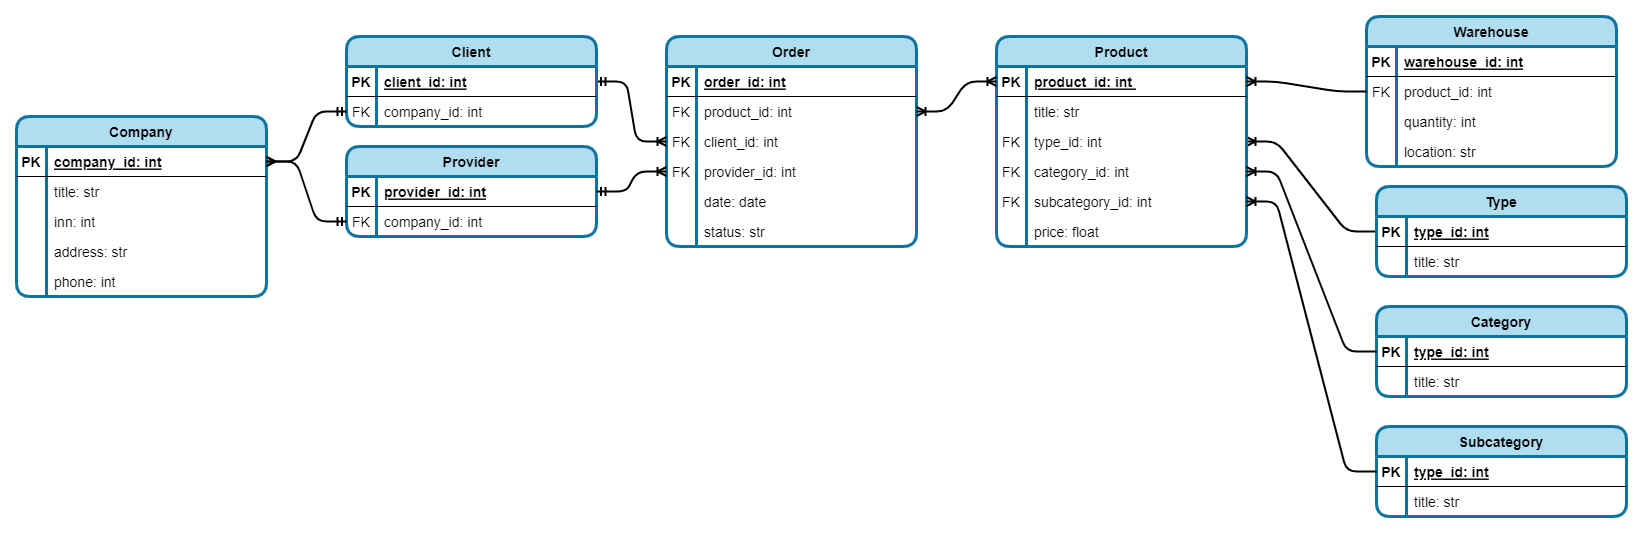 Company
PK company_id: int
title: str
inn: int
address: str
phone: int
Client
PK client_id: int
FK company_id: int
Provider
PK provider_id: int
FK company_id: int
Order
PK order_id: int
FK product_id: int
FK client_id: int
FK provider_id: int
date: date
status: str
Product
PK product_id: int
title: str
FK type_id: int
FK category_id: int
FK subcategory_id: int
price: float
Warehouse
PK warehouse_id: int
FK product_id: int
quantity: int
location: str
Type
PK type_id: int
title: str
Category
PK type_id: int
title: str
Subcategory
PK type_id: int
title: str